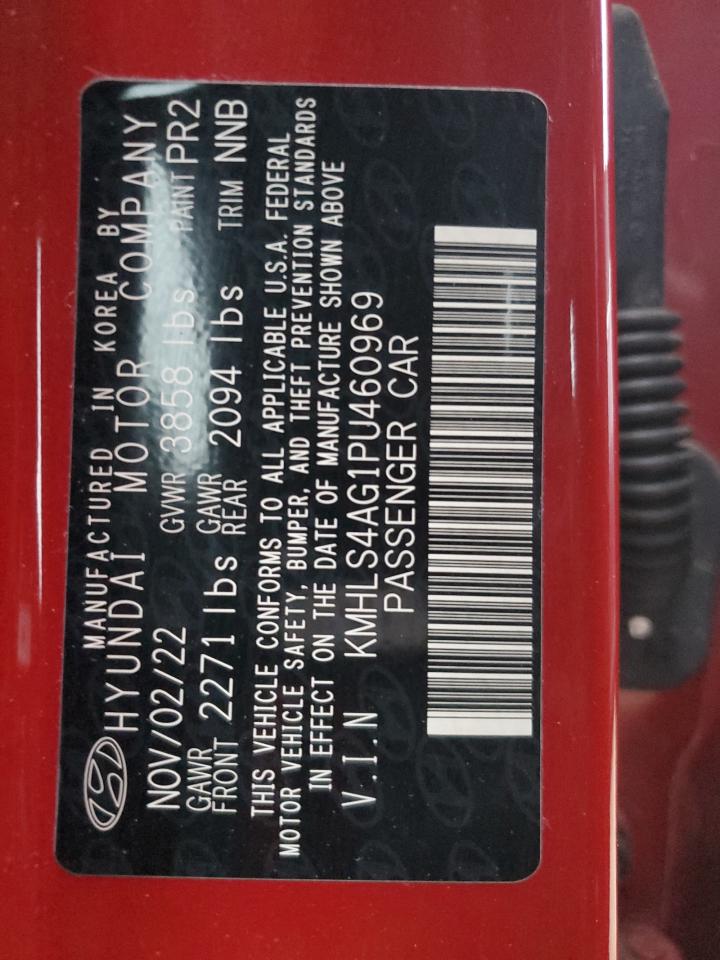 MANUFACTURED IN KOREA BY
HYUNDAI MOTOR COMPANY
NOV/02/22 GVWR 3858 lbs PAINT PR2
GAWR FRONT 2271 lbs GAWR REAR 2094 lbs TRIM NNB
THIS VEHICLE CONFORMS TO ALL APPLICABLE U.S.A. FEDERAL
MOTOR VEHICLE SAFETY, BUMPER, AND THEFT PREVENTION STANDARDS
IN EFFECT ON THE DATE OF MANUFACTURE SHOWN ABOVE
V.I.N KMHLS4AG1PU460969
PASSENGER CAR